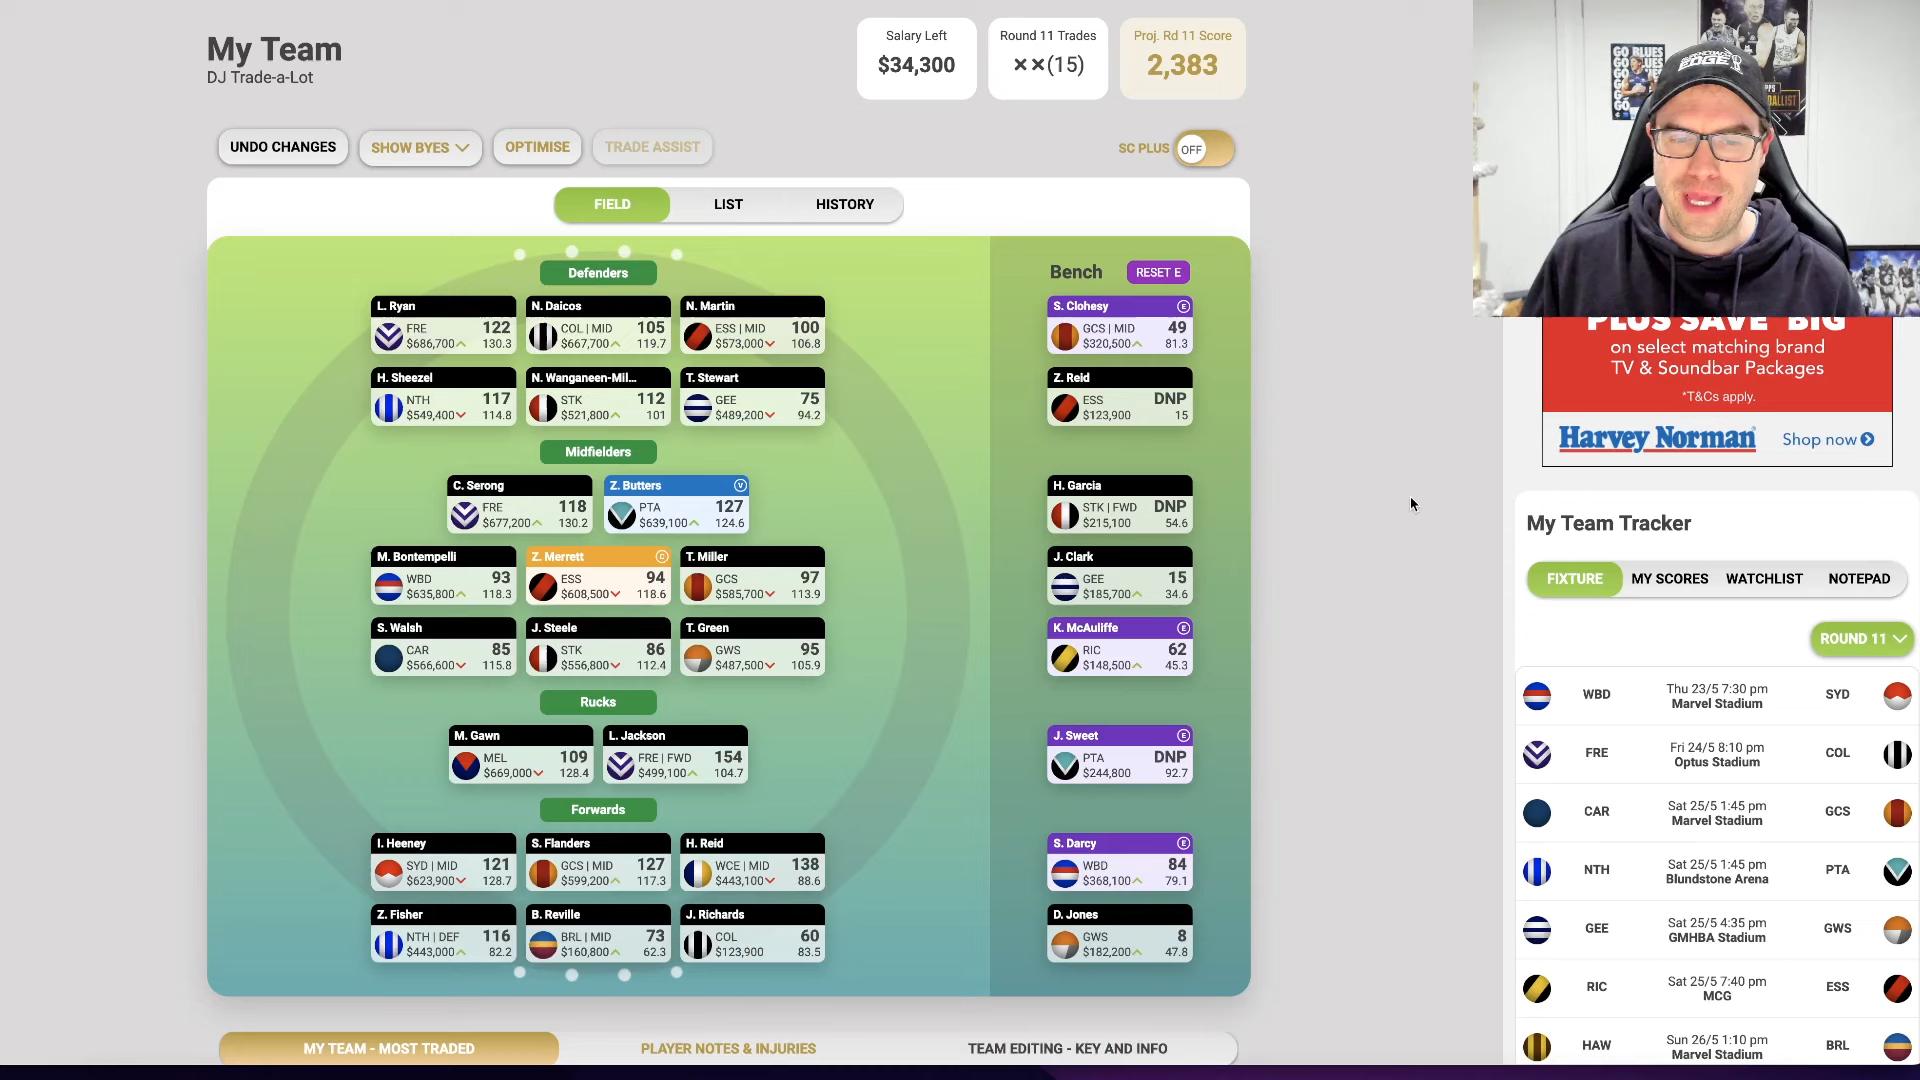 My Team
DJ Trade-a-Lot
Salary Left
$34,300
Round 11 Trades
✕✕(15)
Proj. Rd 11 Score
2,383
UNDO CHANGES
SHOW BYES
OPTIMISE
TRADE ASSIST
SC PLUS
OFF
FIELD
LIST
HISTORY
Defenders
Bench
RESET E
L. Ryan
FRE 122
$686,700 130.3
N. Daicos
COL | MID 105
$667,700 119.7
N. Martin
ESS | MID 100
$573,000 106.8
S. Clohesy E
GCS | MID 49
$320,500 81.3
H. Sheezel
NTH 117
$549,400 114.8
N. Wanganeen-Mil...
STK 112
$521,800 101
T. Stewart
GEE 75
$489,200 94.2
Z. Reid
ESS DNP
$123,900 15
Midfielders
C. Serong
FRE 118
$677,200 130.2
Z. Butters V
PTA 127
$639,100 124.6
H. Garcia
STK | FWD DNP
$215,100 54.6
M. Bontempelli
WBD 93
$635,800 118.3
Z. Merrett C
ESS 94
$608,500 118.6
T. Miller
GCS 97
$585,700 113.9
J. Clark
GEE 15
$185,700 34.6
S. Walsh
CAR 85
$566,600 115.8
J. Steele
STK 86
$556,800 112.4
T. Green
GWS 95
$487,500 105.9
K. McAuliffe E
RIC 62
$148,500 45.3
Rucks
M. Gawn
MEL 109
$669,000 128.4
L. Jackson
FRE | FWD 154
$499,100 104.7
J. Sweet E
PTA DNP
$244,800 92.7
Forwards
I. Heeney
SYD | MID 121
$623,900 128.7
S. Flanders
GCS | MID 127
$599,200 117.3
H. Reid
WCE | MID 138
$443,100 88.6
S. Darcy E
WBD 84
$368,100 79.1
Z. Fisher
NTH | DEF 116
$443,000 82.2
B. Reville
BRL | MID 73
$160,800 62.3
J. Richards
COL 60
$123,900 83.5
D. Jones
GWS 8
$182,200 47.8
MY TEAM - MOST TRADED
PLAYER NOTES & INJURIES
TEAM EDITING - KEY AND INFO
GO BLUES
EDGE
PLUS SAVE BIG
on select matching brand
TV & Soundbar Packages
*T&Cs apply.
Harvey Norman
Shop now
My Team Tracker
FIXTURE
MY SCORES
WATCHLIST
NOTEPAD
ROUND 11
WBD Thu 23/5 7:30 pm SYD
Marvel Stadium
FRE Fri 24/5 8:10 pm COL
Optus Stadium
CAR Sat 25/5 1:45 pm GCS
Marvel Stadium
NTH Sat 25/5 1:45 pm PTA
Blundstone Arena
GEE Sat 25/5 4:35 pm GWS
GMHBA Stadium
RIC Sat 25/5 7:40 pm ESS
MCG
HAW Sun 26/5 1:10 pm BRL
Marvel Stadium